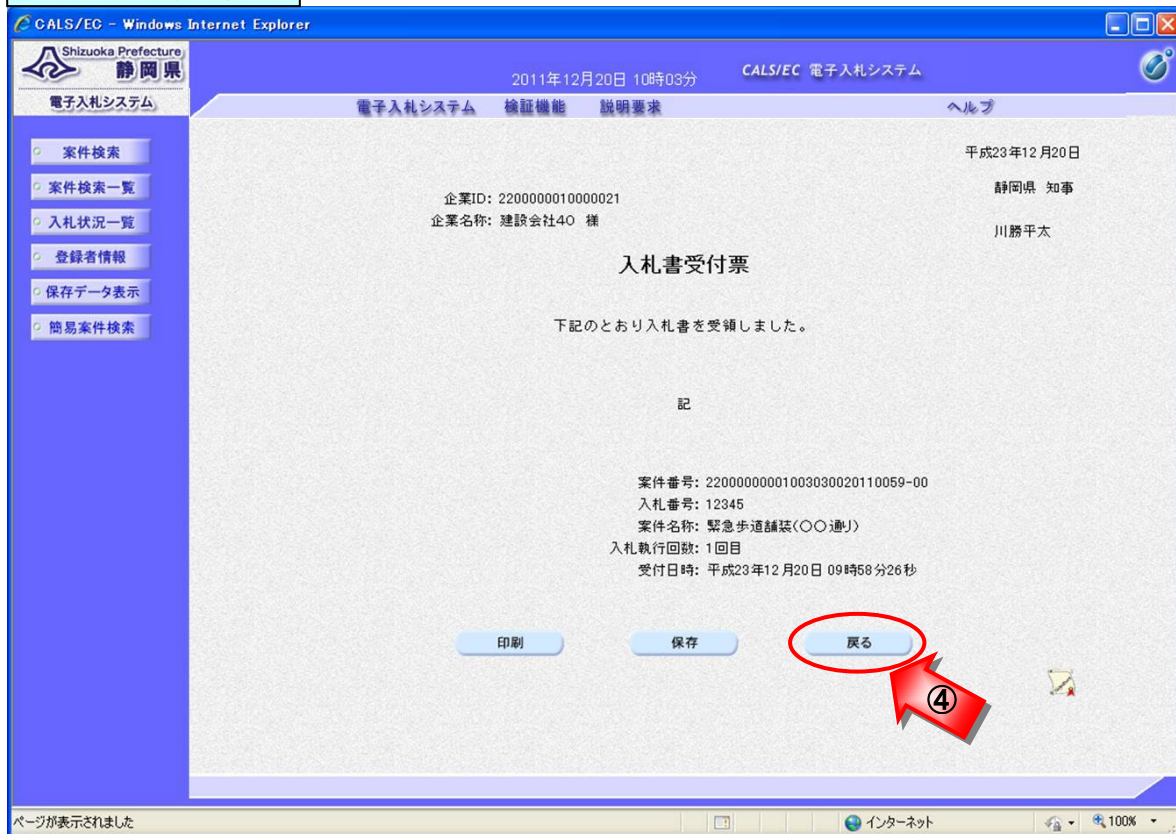 CALS/EC - Windows Internet Explorer
Shizuoka Prefecture
静岡県
2011年12月20日 10時03分
CALS/EC 電子入札システム
電子入札システム
電子入札システム 検証機能 説明要求 ヘルプ
案件検索
案件検索一覧
入札状況一覧
登録者情報
保存データ表示
簡易案件検索
平成23年12月20日
静岡県 知事
企業ID: 2200000010000021
企業名称: 建設会社40 様
川勝平太
入札書受付票
下記のとおり入札書を受領しました。
記
案件番号: 22000000001003030020110059-00
入札番号: 12345
案件名称: 緊急歩道舗装(〇〇通り)
入札執行回数: 1回目
受付日時: 平成23年12月20日 09時58分26秒
印刷 保存 戻る
④
ページが表示されました インターネット 100%